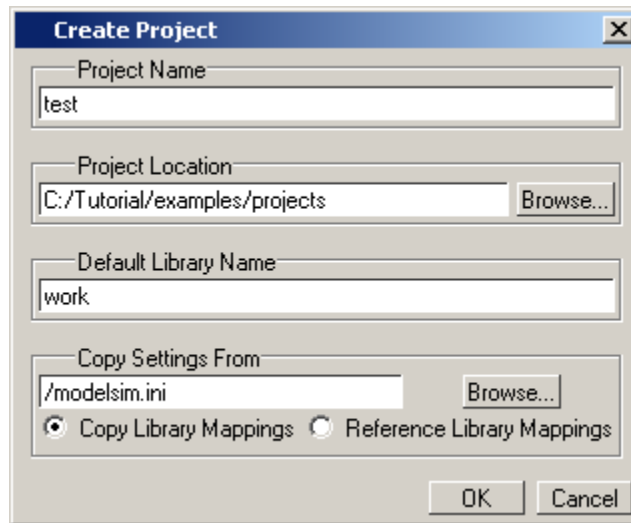 Create Project
Project Name
test
Project Location
C:/Tutorial/examples/projects Browse...
Default Library Name
work
Copy Settings From
/modelsim.ini Browse...
Copy Library Mappings Reference Library Mappings
OK Cancel